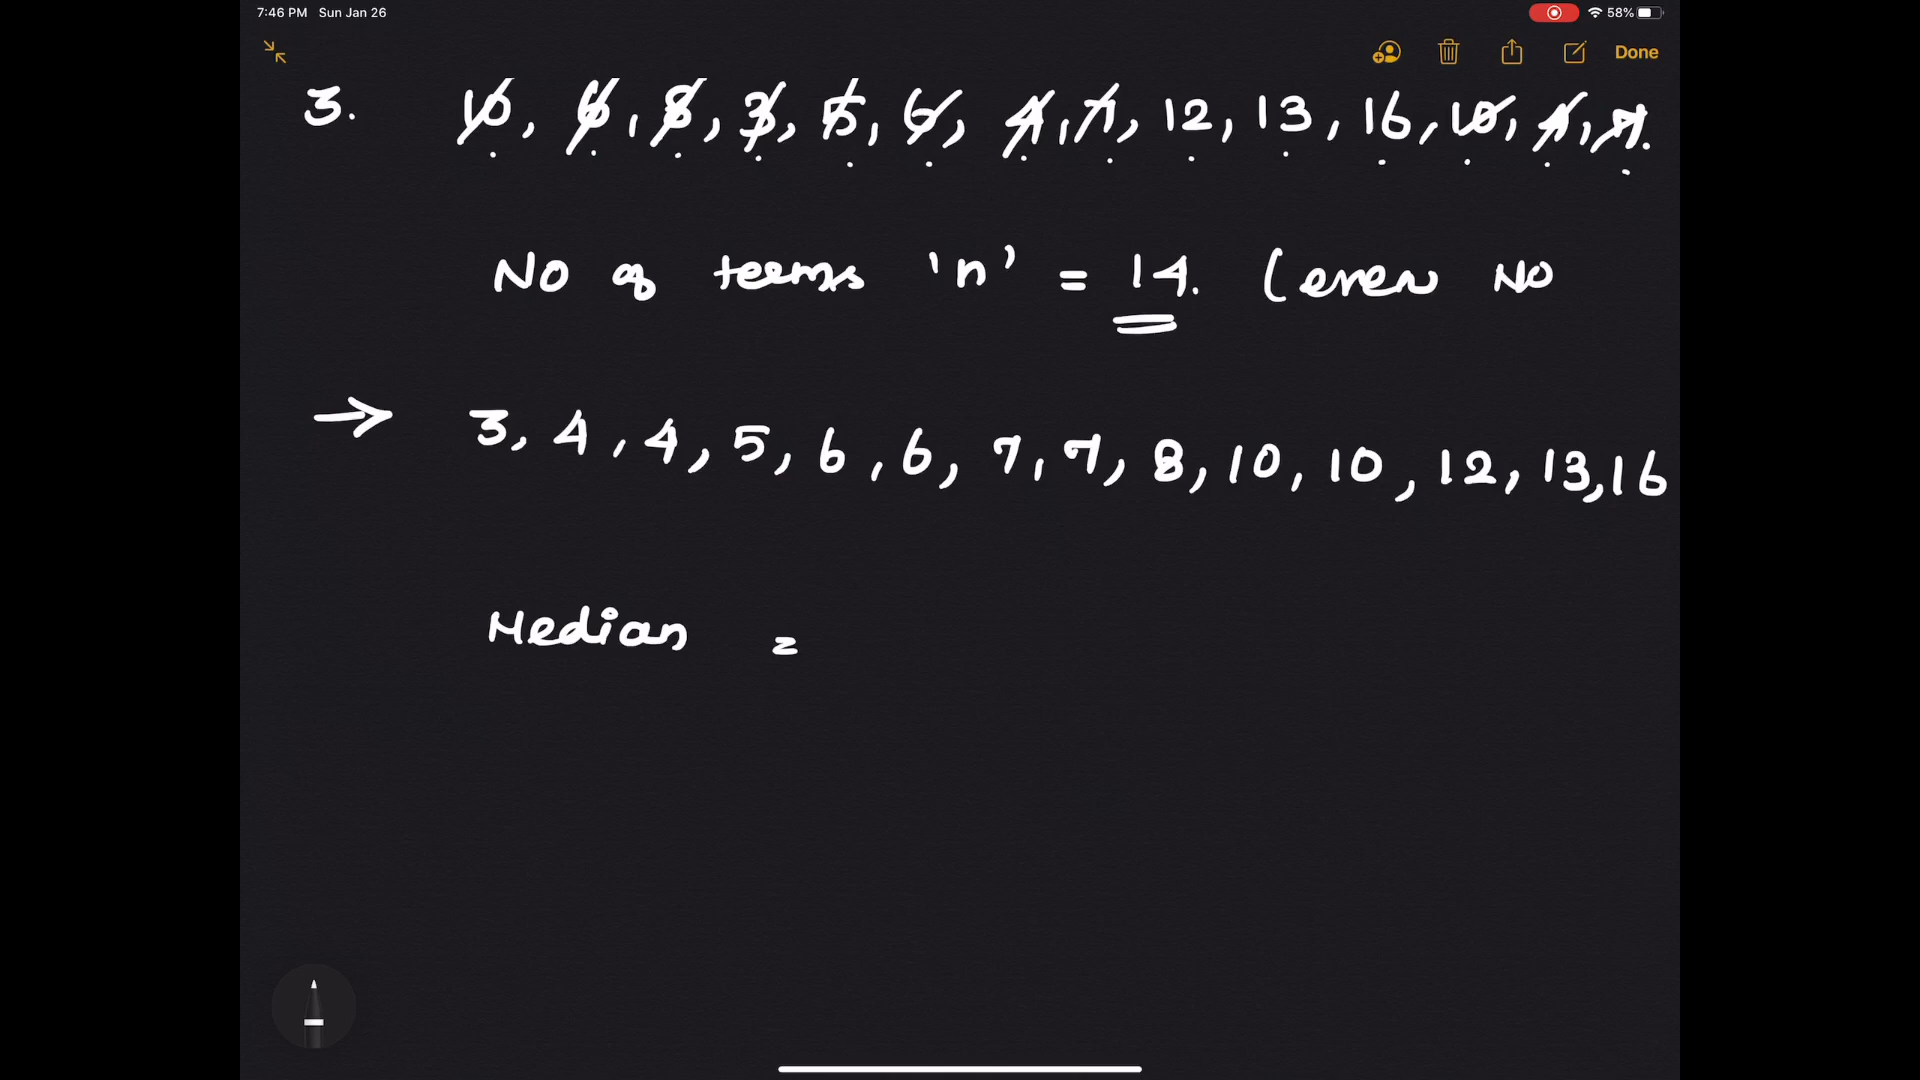 7:46 PM Sun Jan 26
58%
Done
3. 10, 6, 8, 3, 5, 6, 4, 7, 12, 13, 16, 10, 4, 7.
No of terms 'n' = 14. (even No
→ 3, 4, 4, 5, 6, 6, 7, 7, 8, 10, 10, 12, 13, 16
Median =